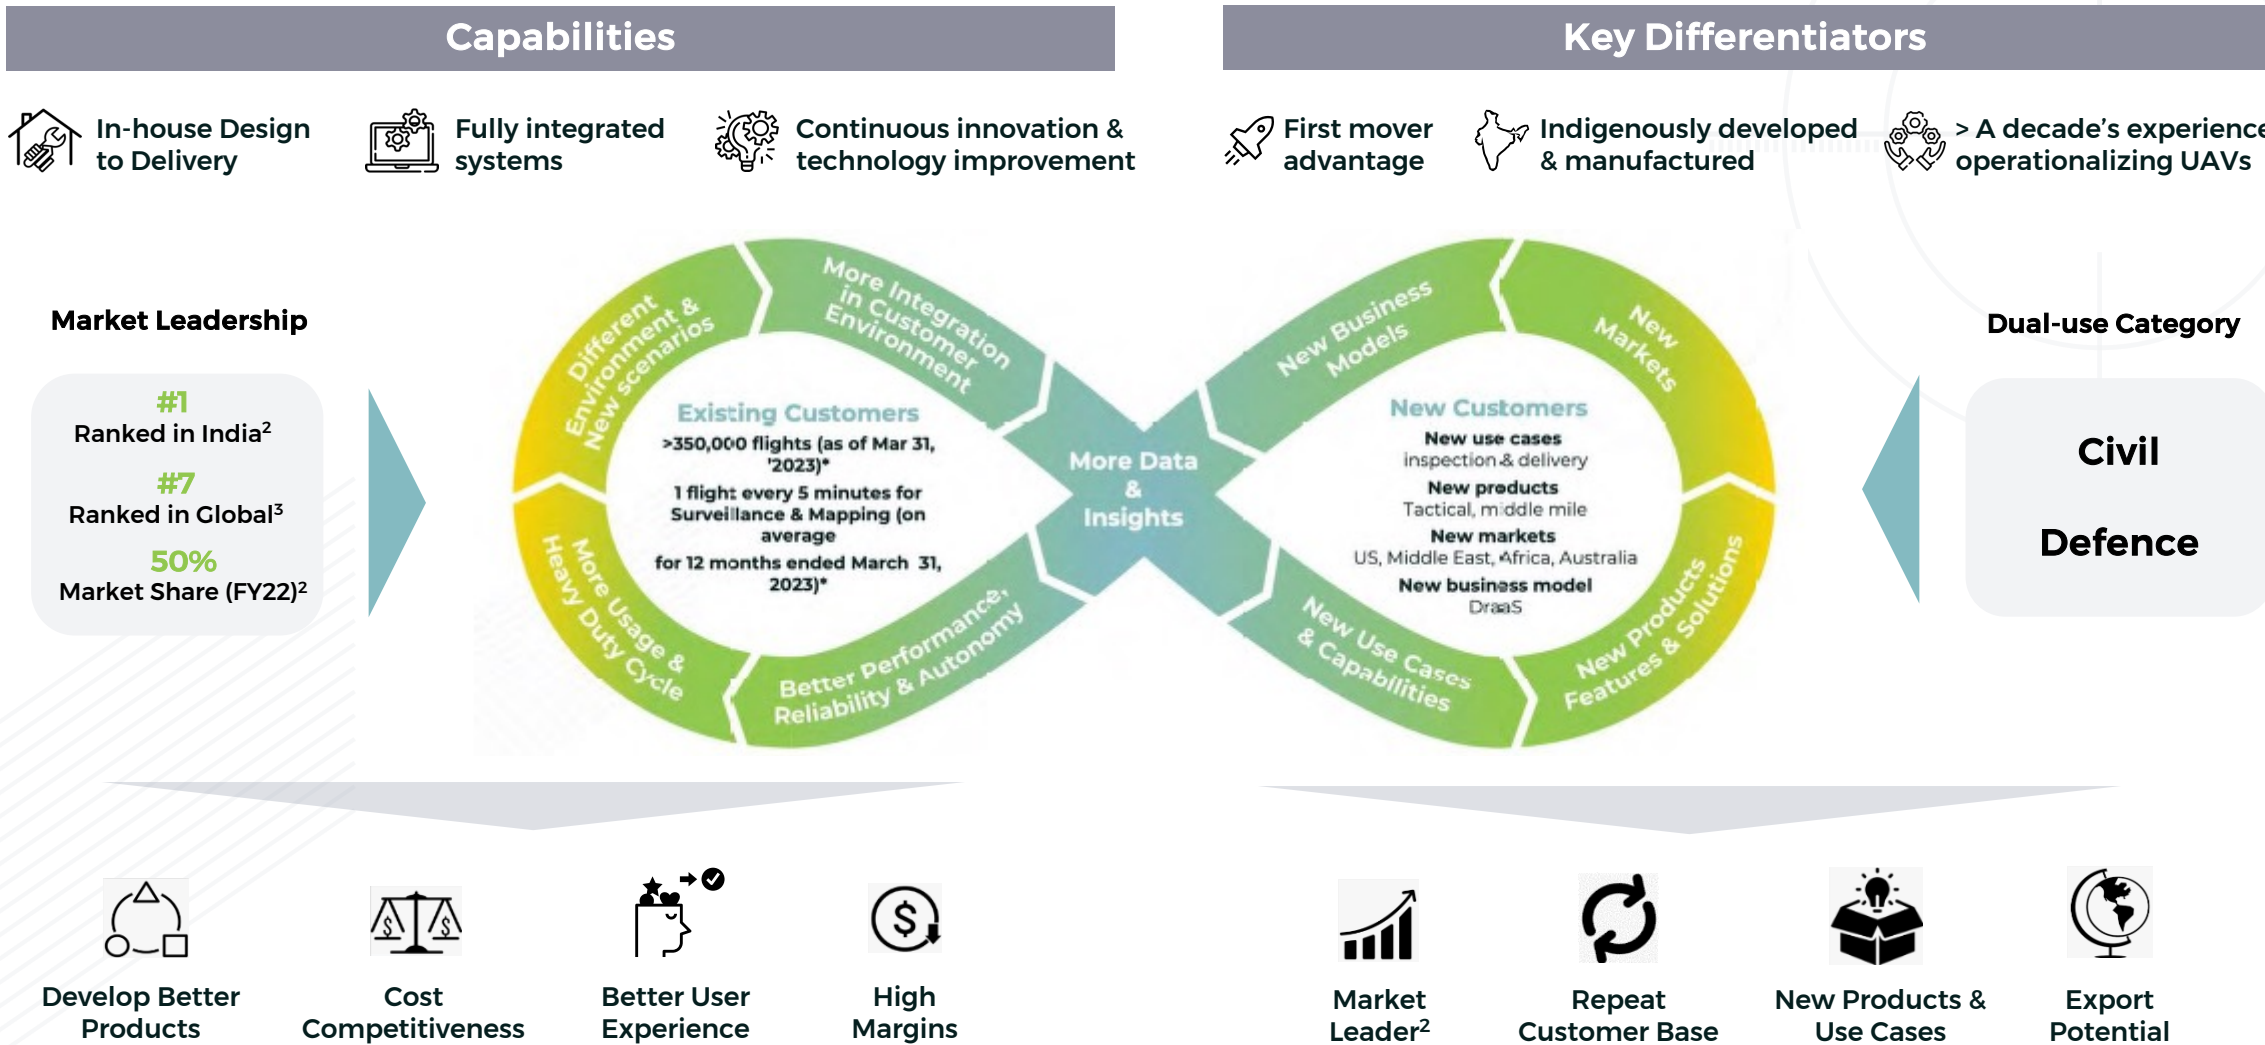 Capabilities
Key Differentiators
In-house Design
to Delivery
Fully integrated
systems
Continuous innovation &
technology improvement
First mover
advantage
Indigenously developed
& manufactured
> A decade's experience
operationalizing UAVs
Market Leadership
#1
Ranked in India²
#7
Ranked in Global³
50%
Market Share (FY22)²
Different
Environment &
New scenarios
More Integration
in Customer
Environment
More Usage &
Heavy Duty Cycle
Better Performance,
Reliability & Autonomy
Existing Customers
>350,000 flights (as of Mar 31,
'2023)*
1 flight every 5 minutes for
Surveillance & Mapping (on
average
for 12 months ended March 31,
2023)*
More Data
&
Insights
New Business
Models
New
Markets
New Use Cases
& Capabilities
New Products
Features & Solutions
New Customers
New use cases
inspection & delivery
New products
Tactical, middle mile
New markets
US, Middle East, Africa, Australia
New business model
DraaS
Dual-use Category
Civil
Defence
Develop Better
Products
Cost
Competitiveness
Better User
Experience
High
Margins
Market
Leader²
Repeat
Customer Base
New Products &
Use Cases
Export
Potential